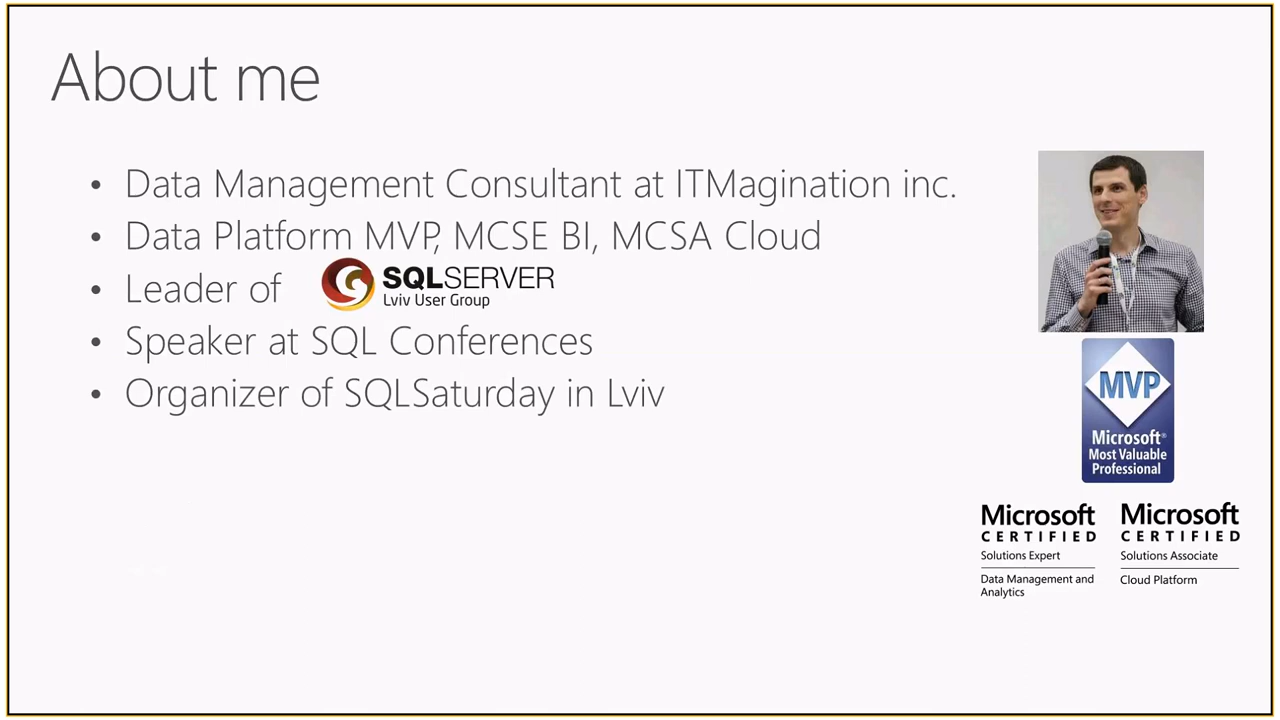 About me
• Data Management Consultant at ITMagination inc.
• Data Platform MVP, MCSE BI, MCSA Cloud
• Leader of SQLSERVER
Lviv User Group
• Speaker at SQL Conferences
• Organizer of SQLSaturday in Lviv
MVP
Microsoft®
Most Valuable
Professional
Microsoft
CERTIFIED
Solutions Expert
Data Management and
Analytics
Microsoft
CERTIFIED
Solutions Associate
Cloud Platform